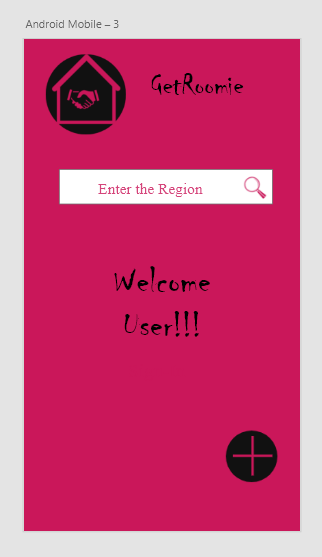 Android Mobile – 3
GetRoomie
Enter the Region
Welcome
User!!!